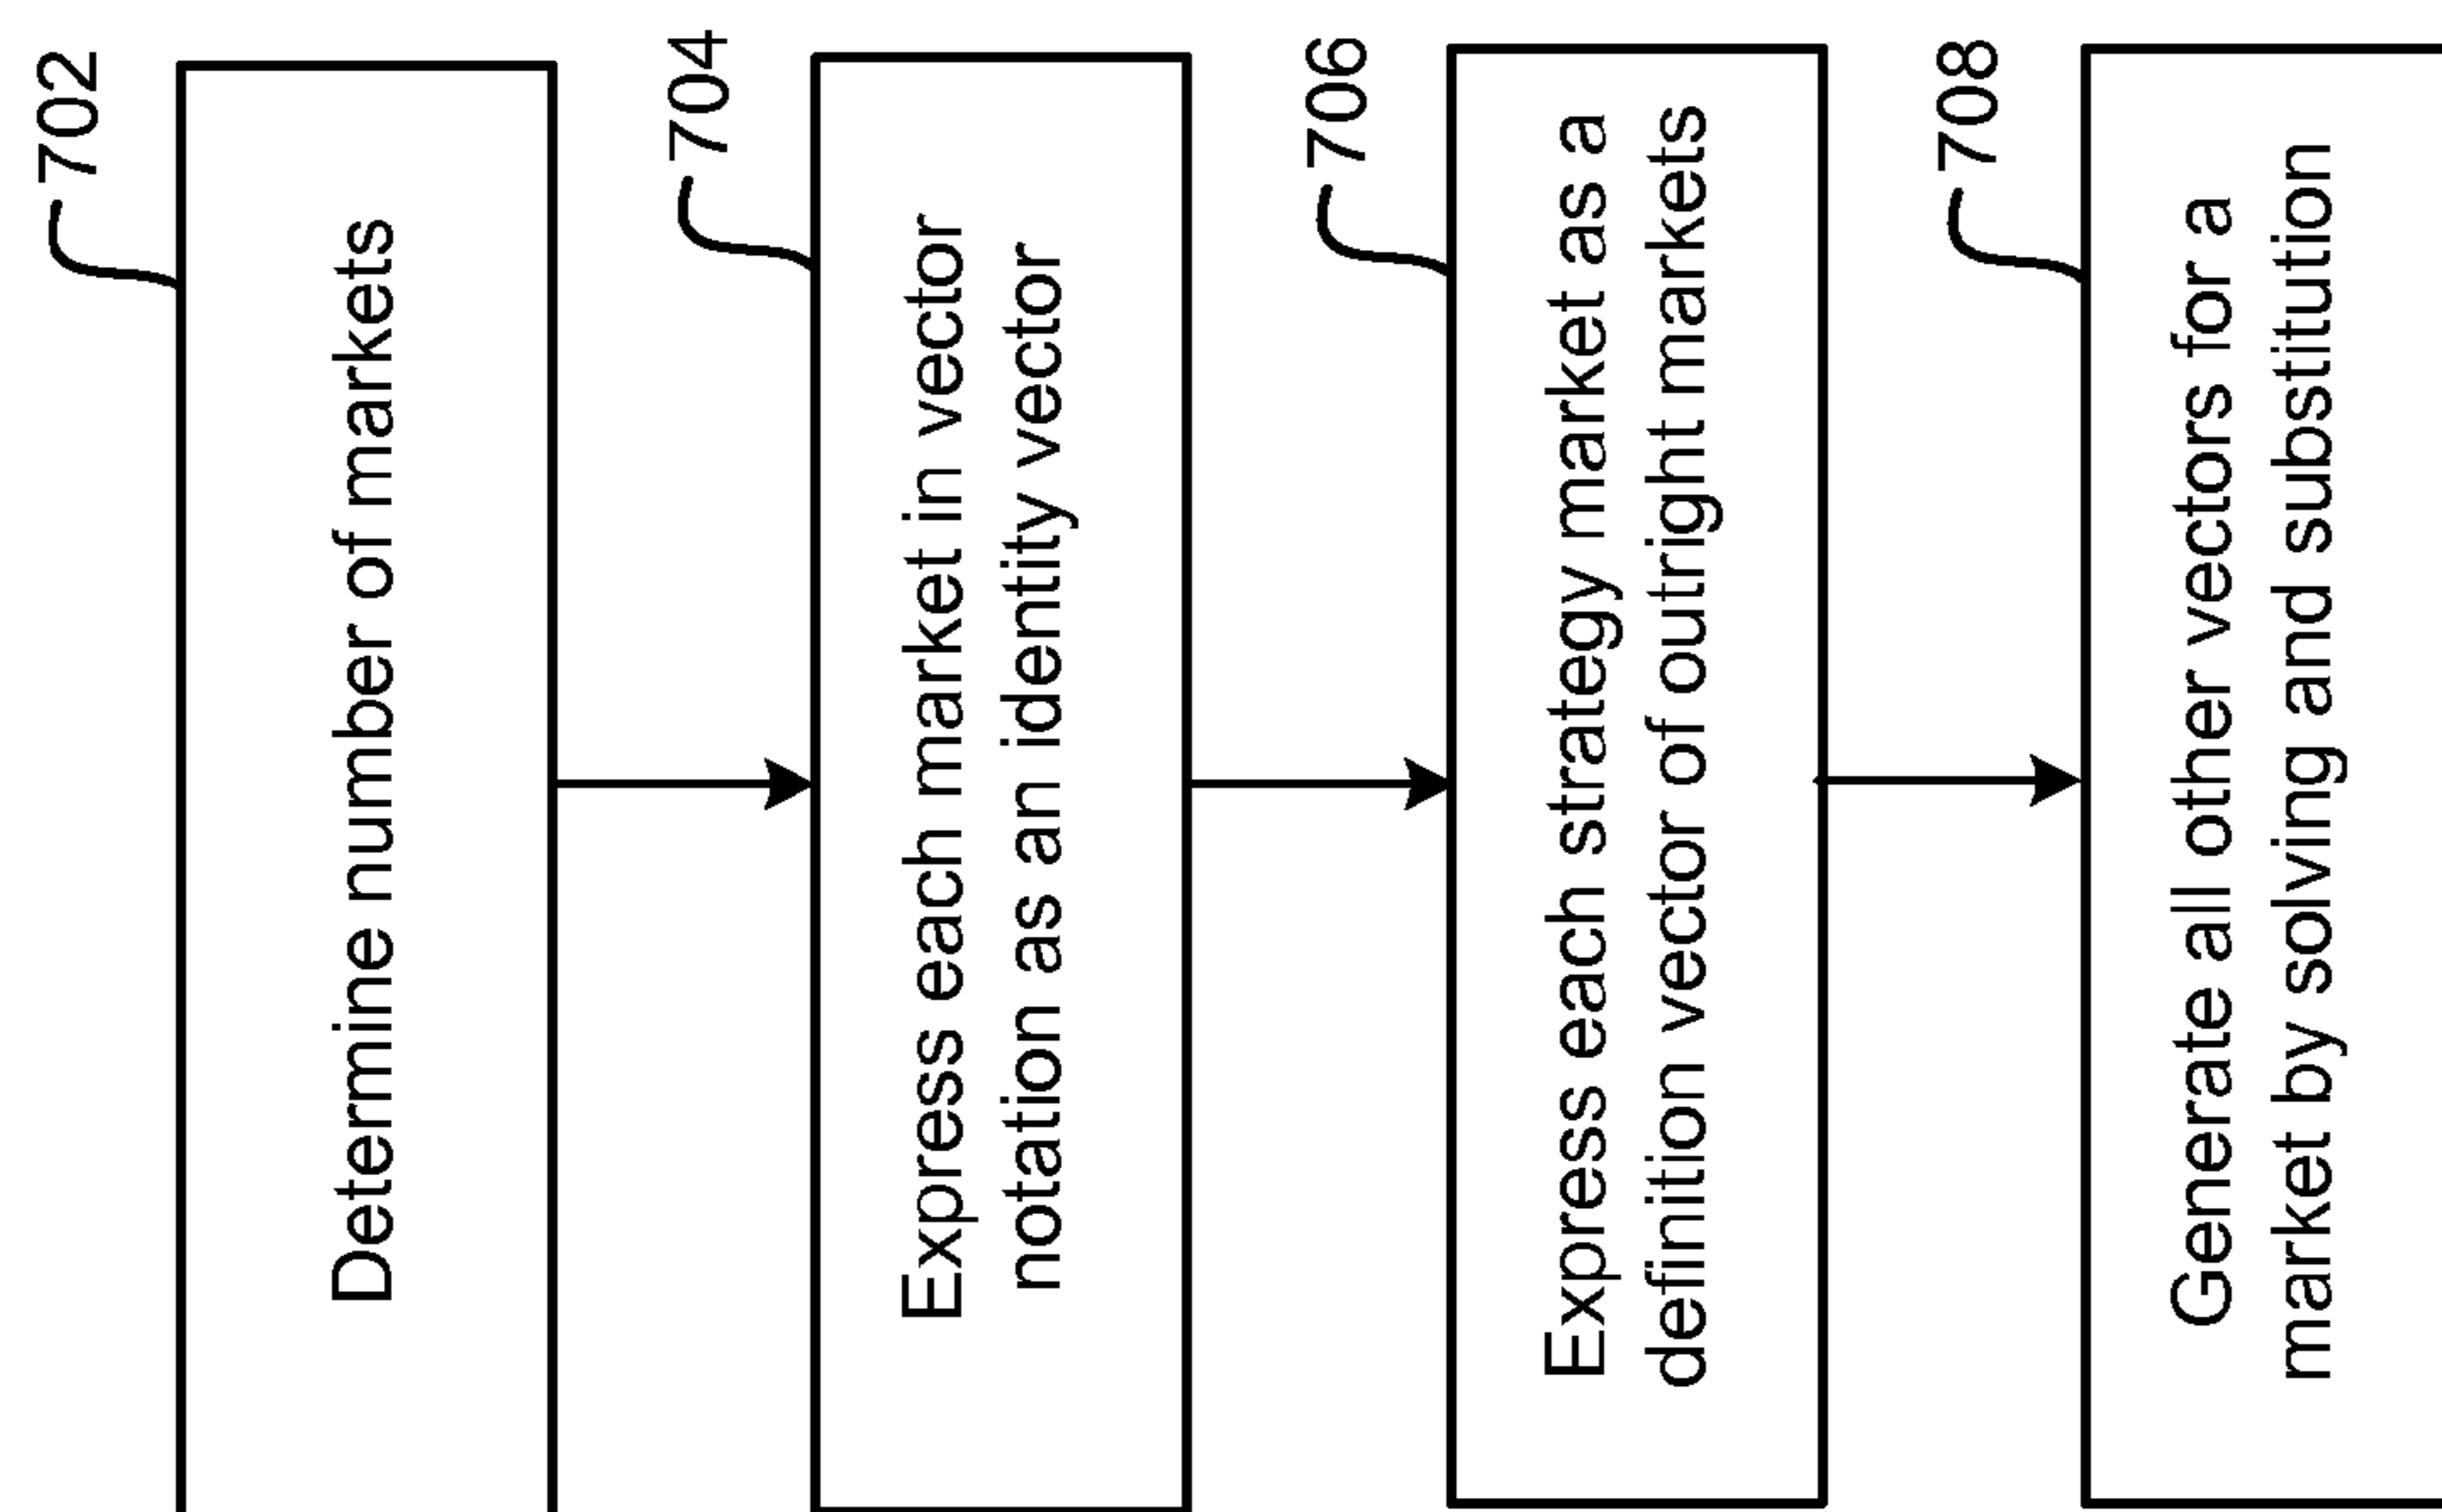 702
Determine number of markets
704
Express each market in vector
notation as an identity vector
706
Express each strategy market as a
definition vector of outright markets
708
Generate all other vectors for a
market by solving and substitution